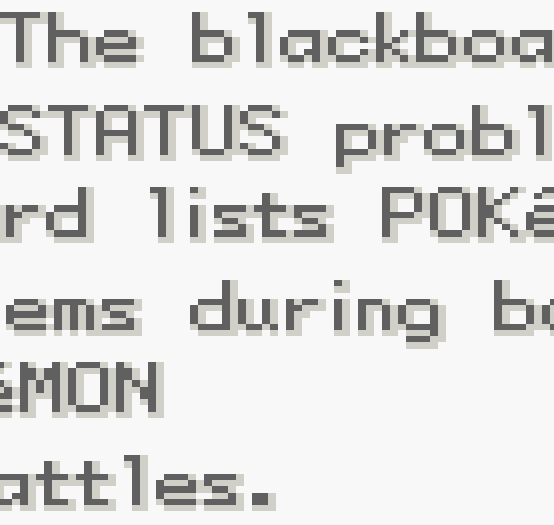 The blackboa
STATUS probl
rd lists POKé
ems during ba
éMON
attles.